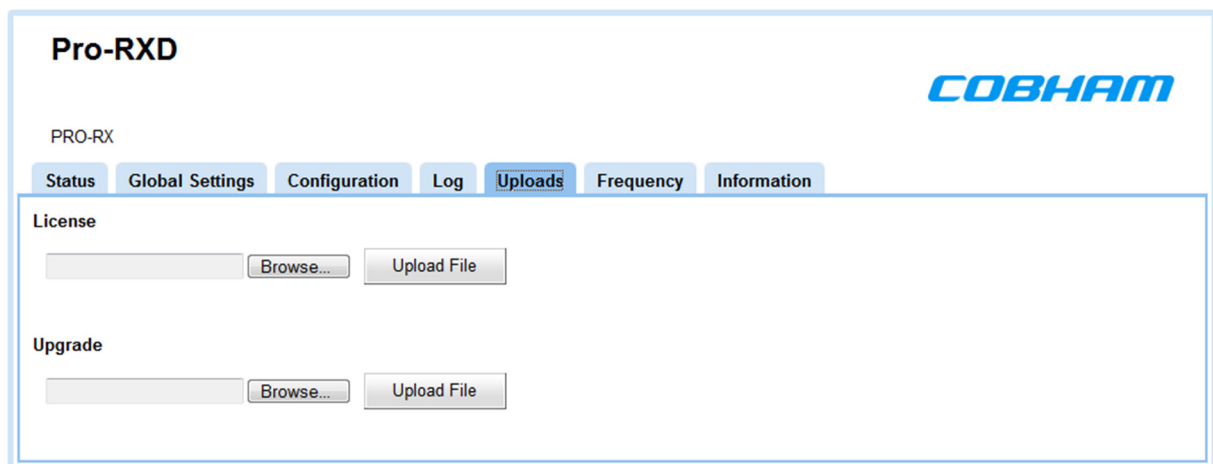 Pro-RXD
COBHAM
PRO-RX
Status Global Settings Configuration Log Uploads Frequency Information
License
Browse... Upload File
Upgrade
Browse... Upload File